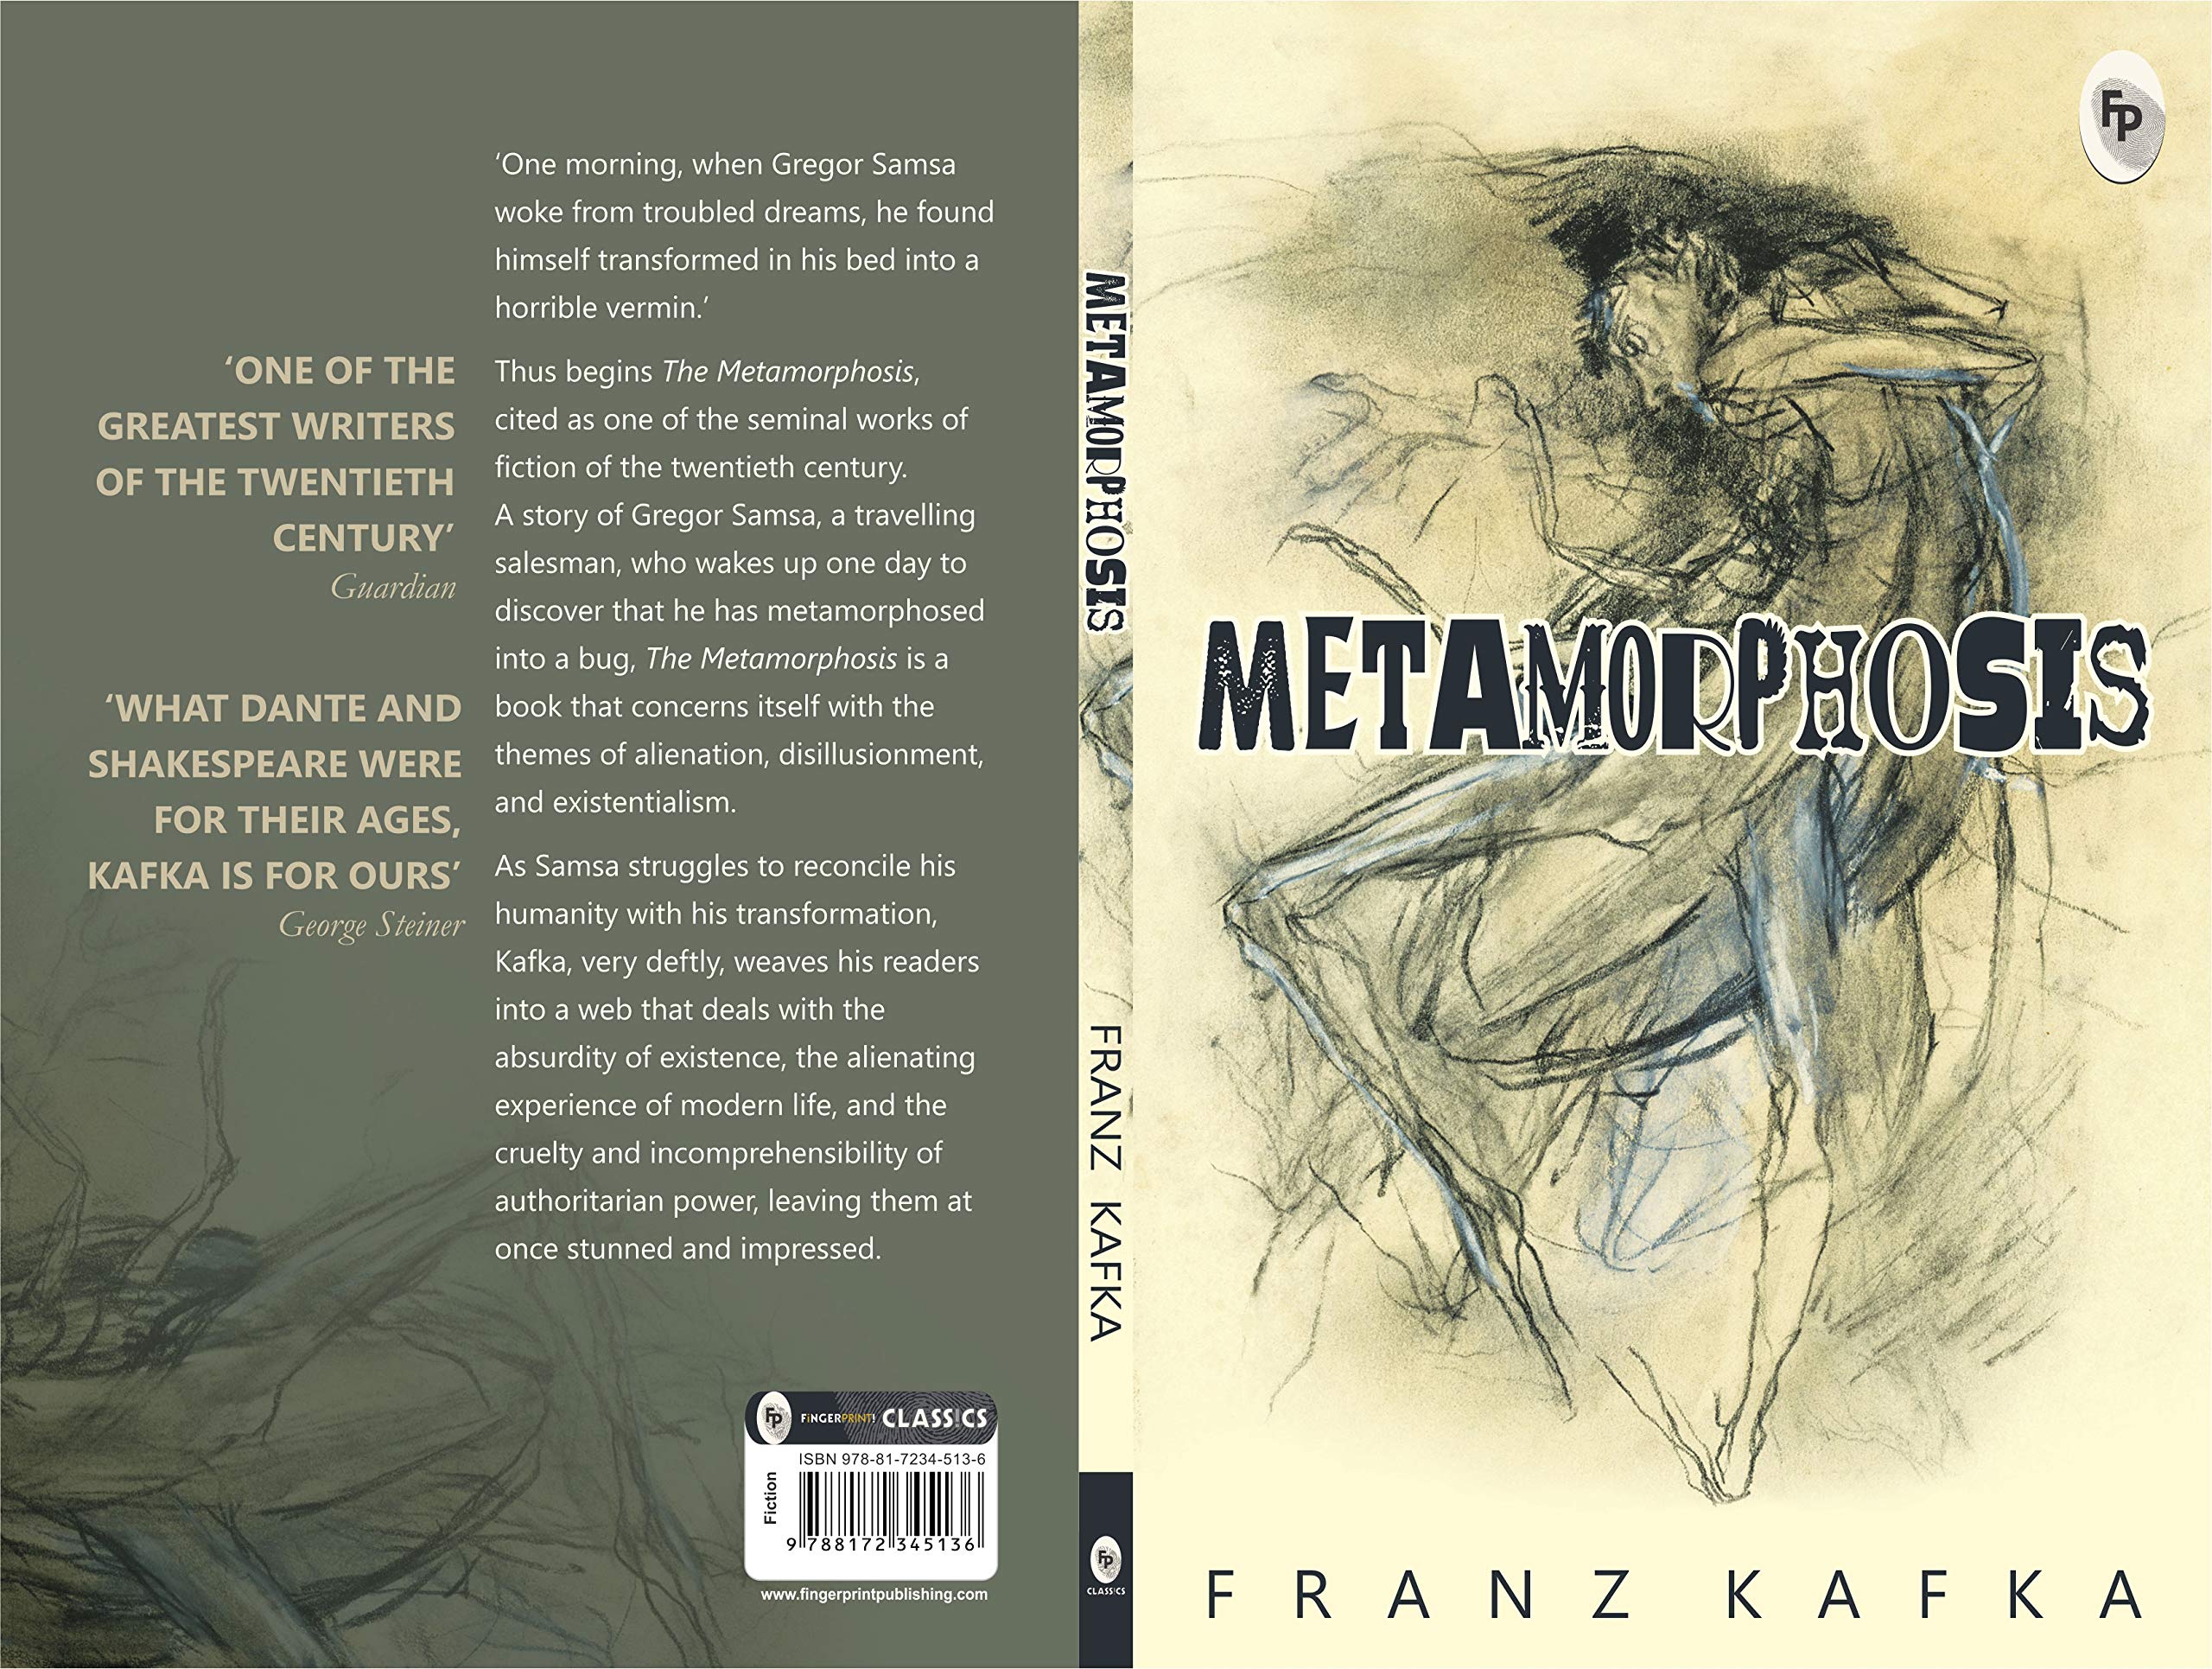 ‘One morning, when Gregor Samsa
woke from troubled dreams, he found
himself transformed in his bed into a
horrible vermin.’
‘ONE OF THE
GREATEST WRITERS
OF THE TWENTIETH
CENTURY’
Guardian
‘WHAT DANTE AND
SHAKESPEARE WERE
FOR THEIR AGES,
KAFKA IS FOR OURS’
George Steiner
Thus begins The Metamorphosis,
cited as one of the seminal works of
fiction of the twentieth century.
A story of Gregor Samsa, a travelling
salesman, who wakes up one day to
discover that he has metamorphosed
into a bug, The Metamorphosis is a
book that concerns itself with the
themes of alienation, disillusionment,
and existentialism.
As Samsa struggles to reconcile his
humanity with his transformation,
Kafka, very deftly, weaves his readers
into a web that deals with the
absurdity of existence, the alienating
experience of modern life, and the
cruelty and incomprehensibility of
authoritarian power, leaving them at
once stunned and impressed.
FP FiNGERPRINT! CLASS!CS
ISBN 978-81-7234-513-6
Fiction
9 788172 345136
www.fingerprintpublishing.com
METAMORPHOSIS
FRANZ KAFKA
FP
CLASS!CS
FP
METAMORPHOSIS
FRANZ KAFKA